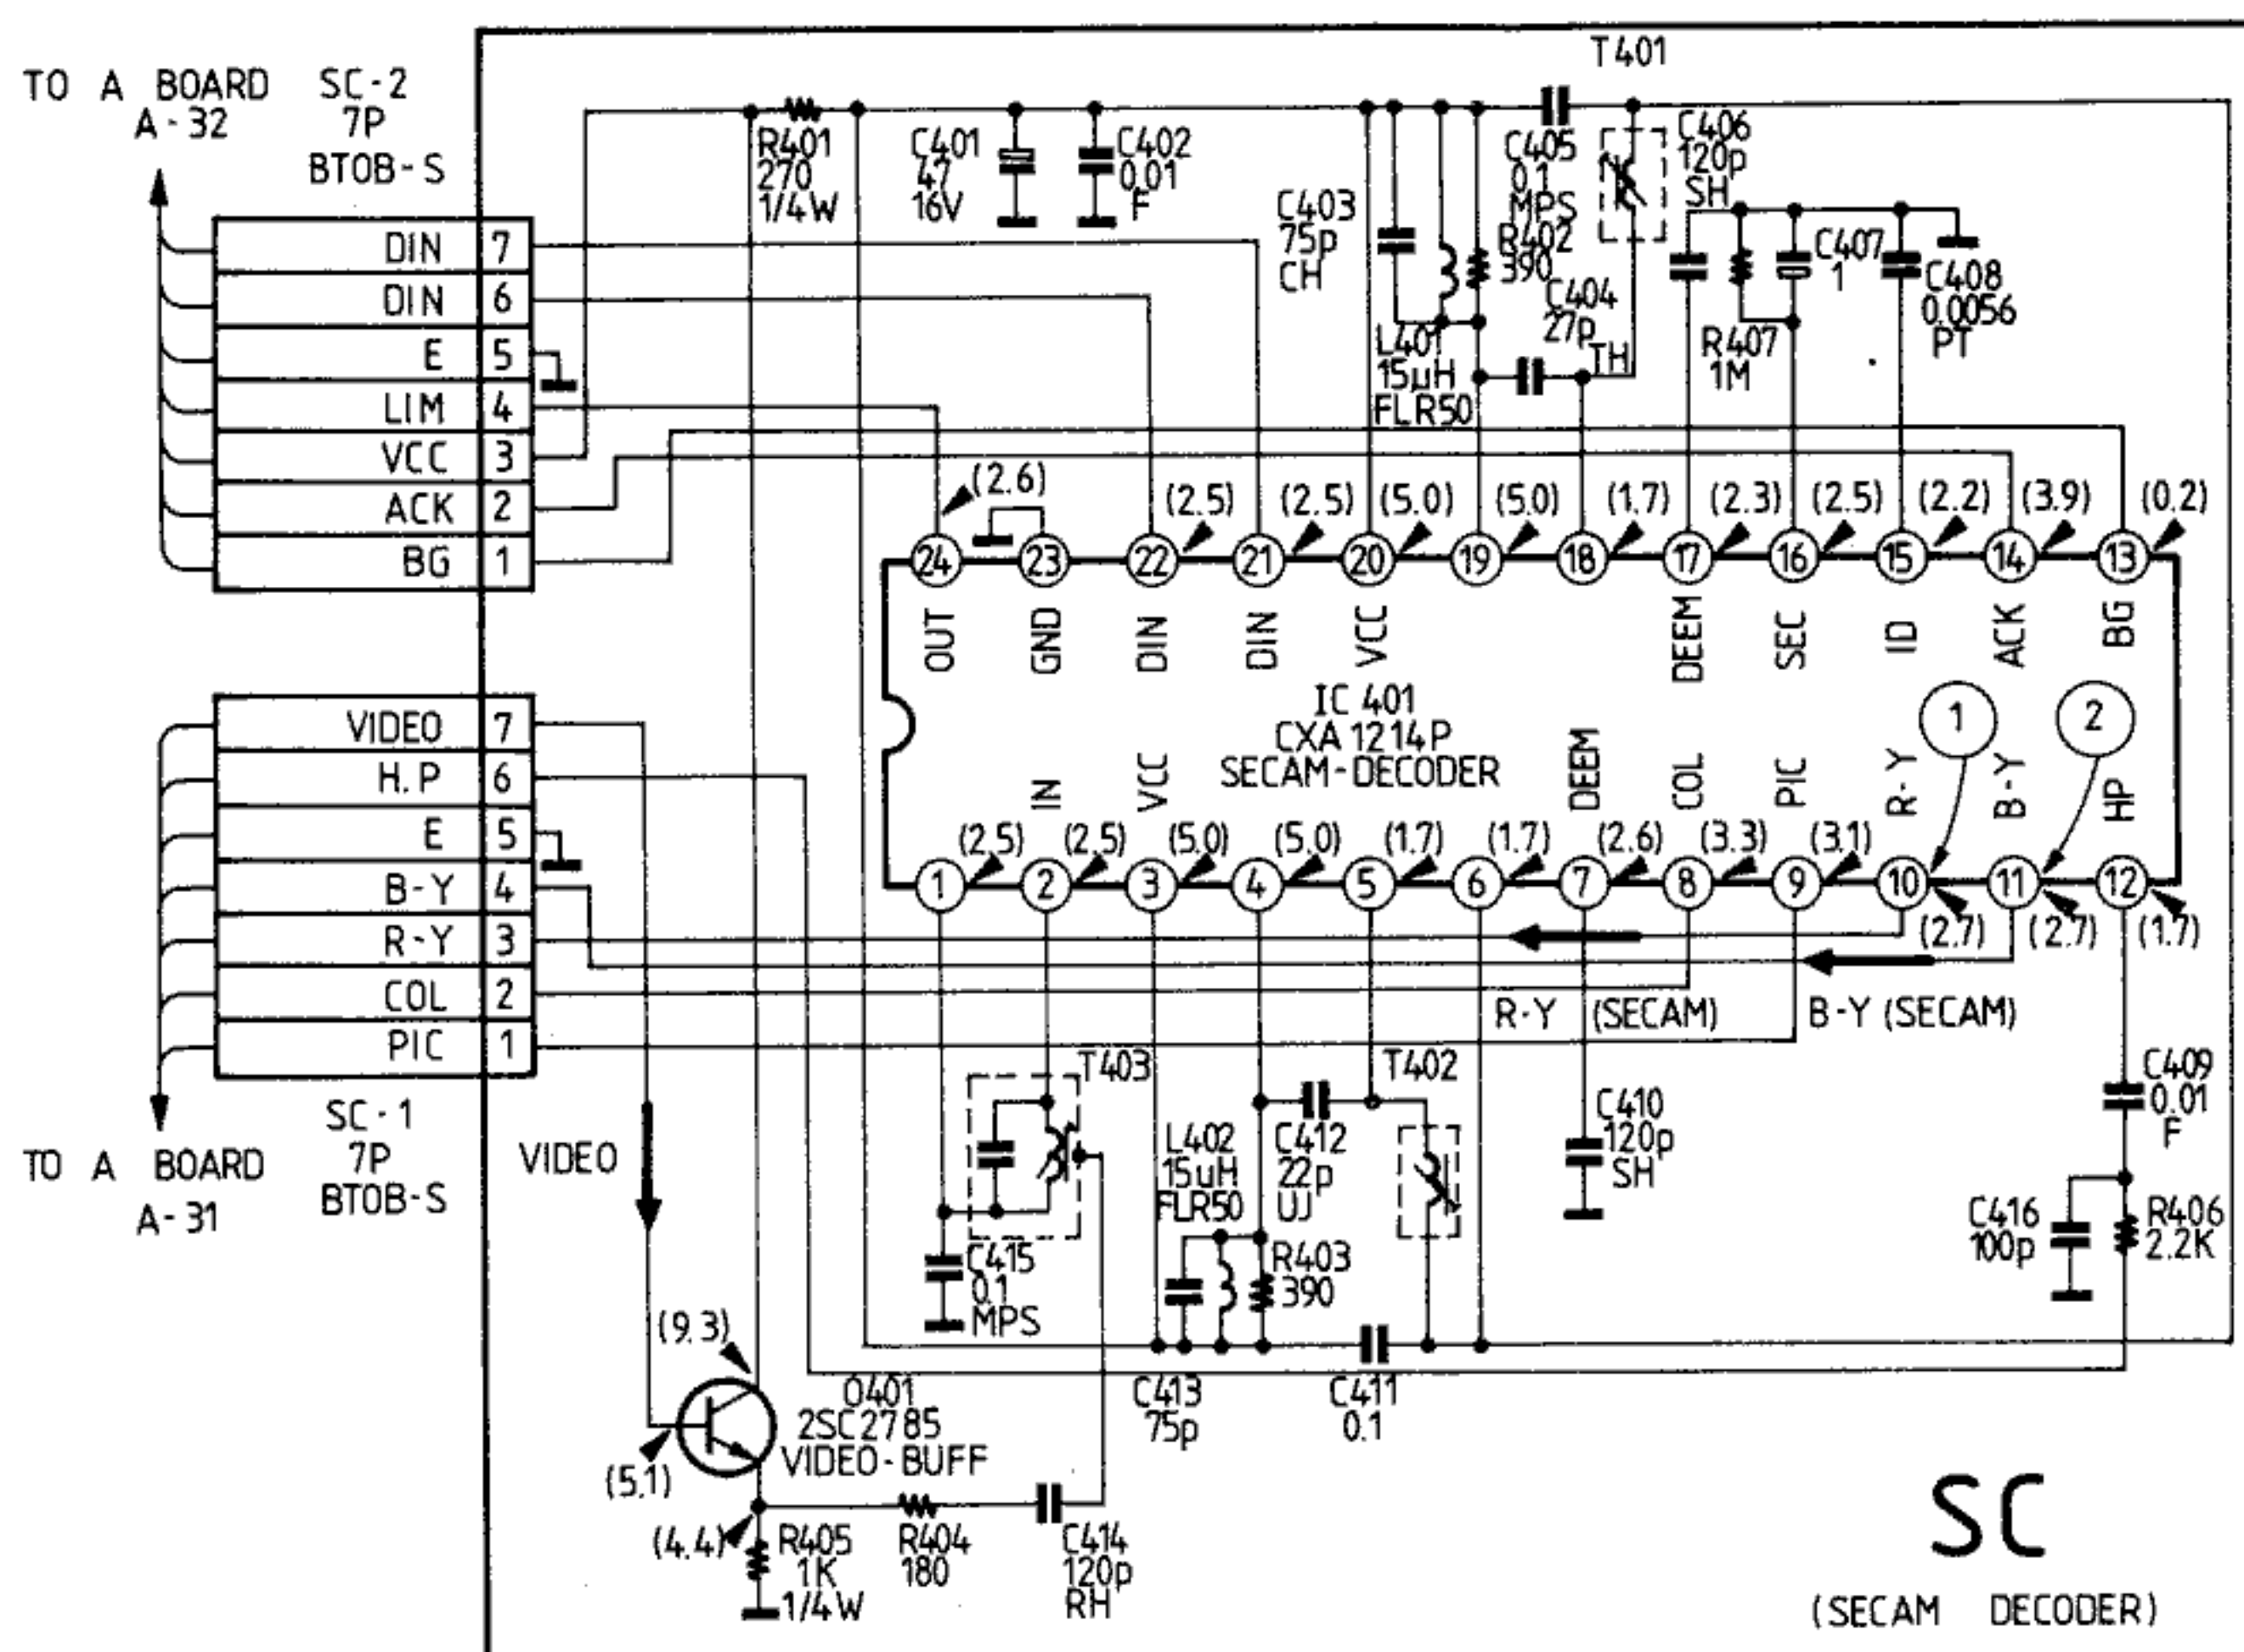 T401
TO A BOARD
A-32
SC-2
7P
BTOB-S
DIN 7
DIN 6
E 5
LIM 4
VCC 3
ACK 2
BG 1
R401
270
1/4W
C401
47
16V
C402
0.01
F
C403
75p
CH
L401
15µH
FLR50
C405
0.1
MPS
R402
390
C404
27p
TH
C406
120p
SH
R407
1M
C407
1
C408
0.0056
PT
(2.6)
(2.5)
(2.5)
(5.0)
(5.0)
(1.7)
(2.3)
(2.5)
(2.2)
(3.9)
(0.2)
24 23 22 21 20 19 18 17 16 15 14 13
OUT
GND
DIN
DIN
VCC
DEEM
SEC
ID
ACK
BG
IC 401
CXA 1214P
SECAM-DECODER
1
2
IN
VCC
DEEM
COL
PIC
R-Y
B-Y
HP
(2.5)
(2.5)
(5.0)
(5.0)
(1.7)
(1.7)
(2.6)
(3.3)
(3.1)
1 2 3 4 5 6 7 8 9 10 11 12
(2.7)
(2.7)
(1.7)
VIDEO 7
H.P 6
E 5
B-Y 4
R-Y 3
COL 2
PIC 1
SC-1
7P
BTOB-S
TO A BOARD
A-31
VIDEO
R-Y (SECAM)
B-Y (SECAM)
T403
T402
C415
0.1
MPS
L402
15uH
FLR50
C412
22p
UJ
R403
390
C410
120p
SH
C409
0.01
F
C416
100p
R406
2.2K
C413
75p
C411
0.1
(9.3)
(5.1)
(4.4)
Q401
2SC2785
VIDEO-BUFF
R405
1K
1/4W
R404
180
C414
120p
RH
SC
(SECAM DECODER)